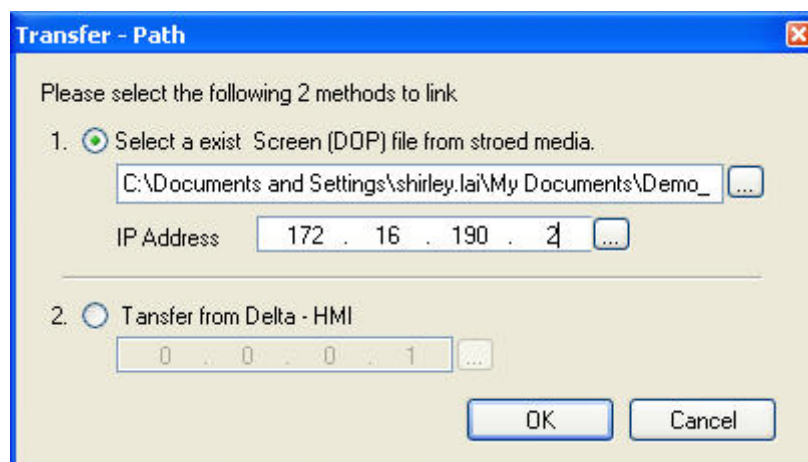 Transfer - Path
Please select the following 2 methods to link
1. Select a exist Screen (DOP) file from stroed media.
C:\Documents and Settings\shirley.lai\My Documents\Demo_ ...
IP Address 172 . 16 . 190 . 2 ...
2. Tansfer from Delta - HMI
0 . 0 . 0 . 1 ...
OK Cancel